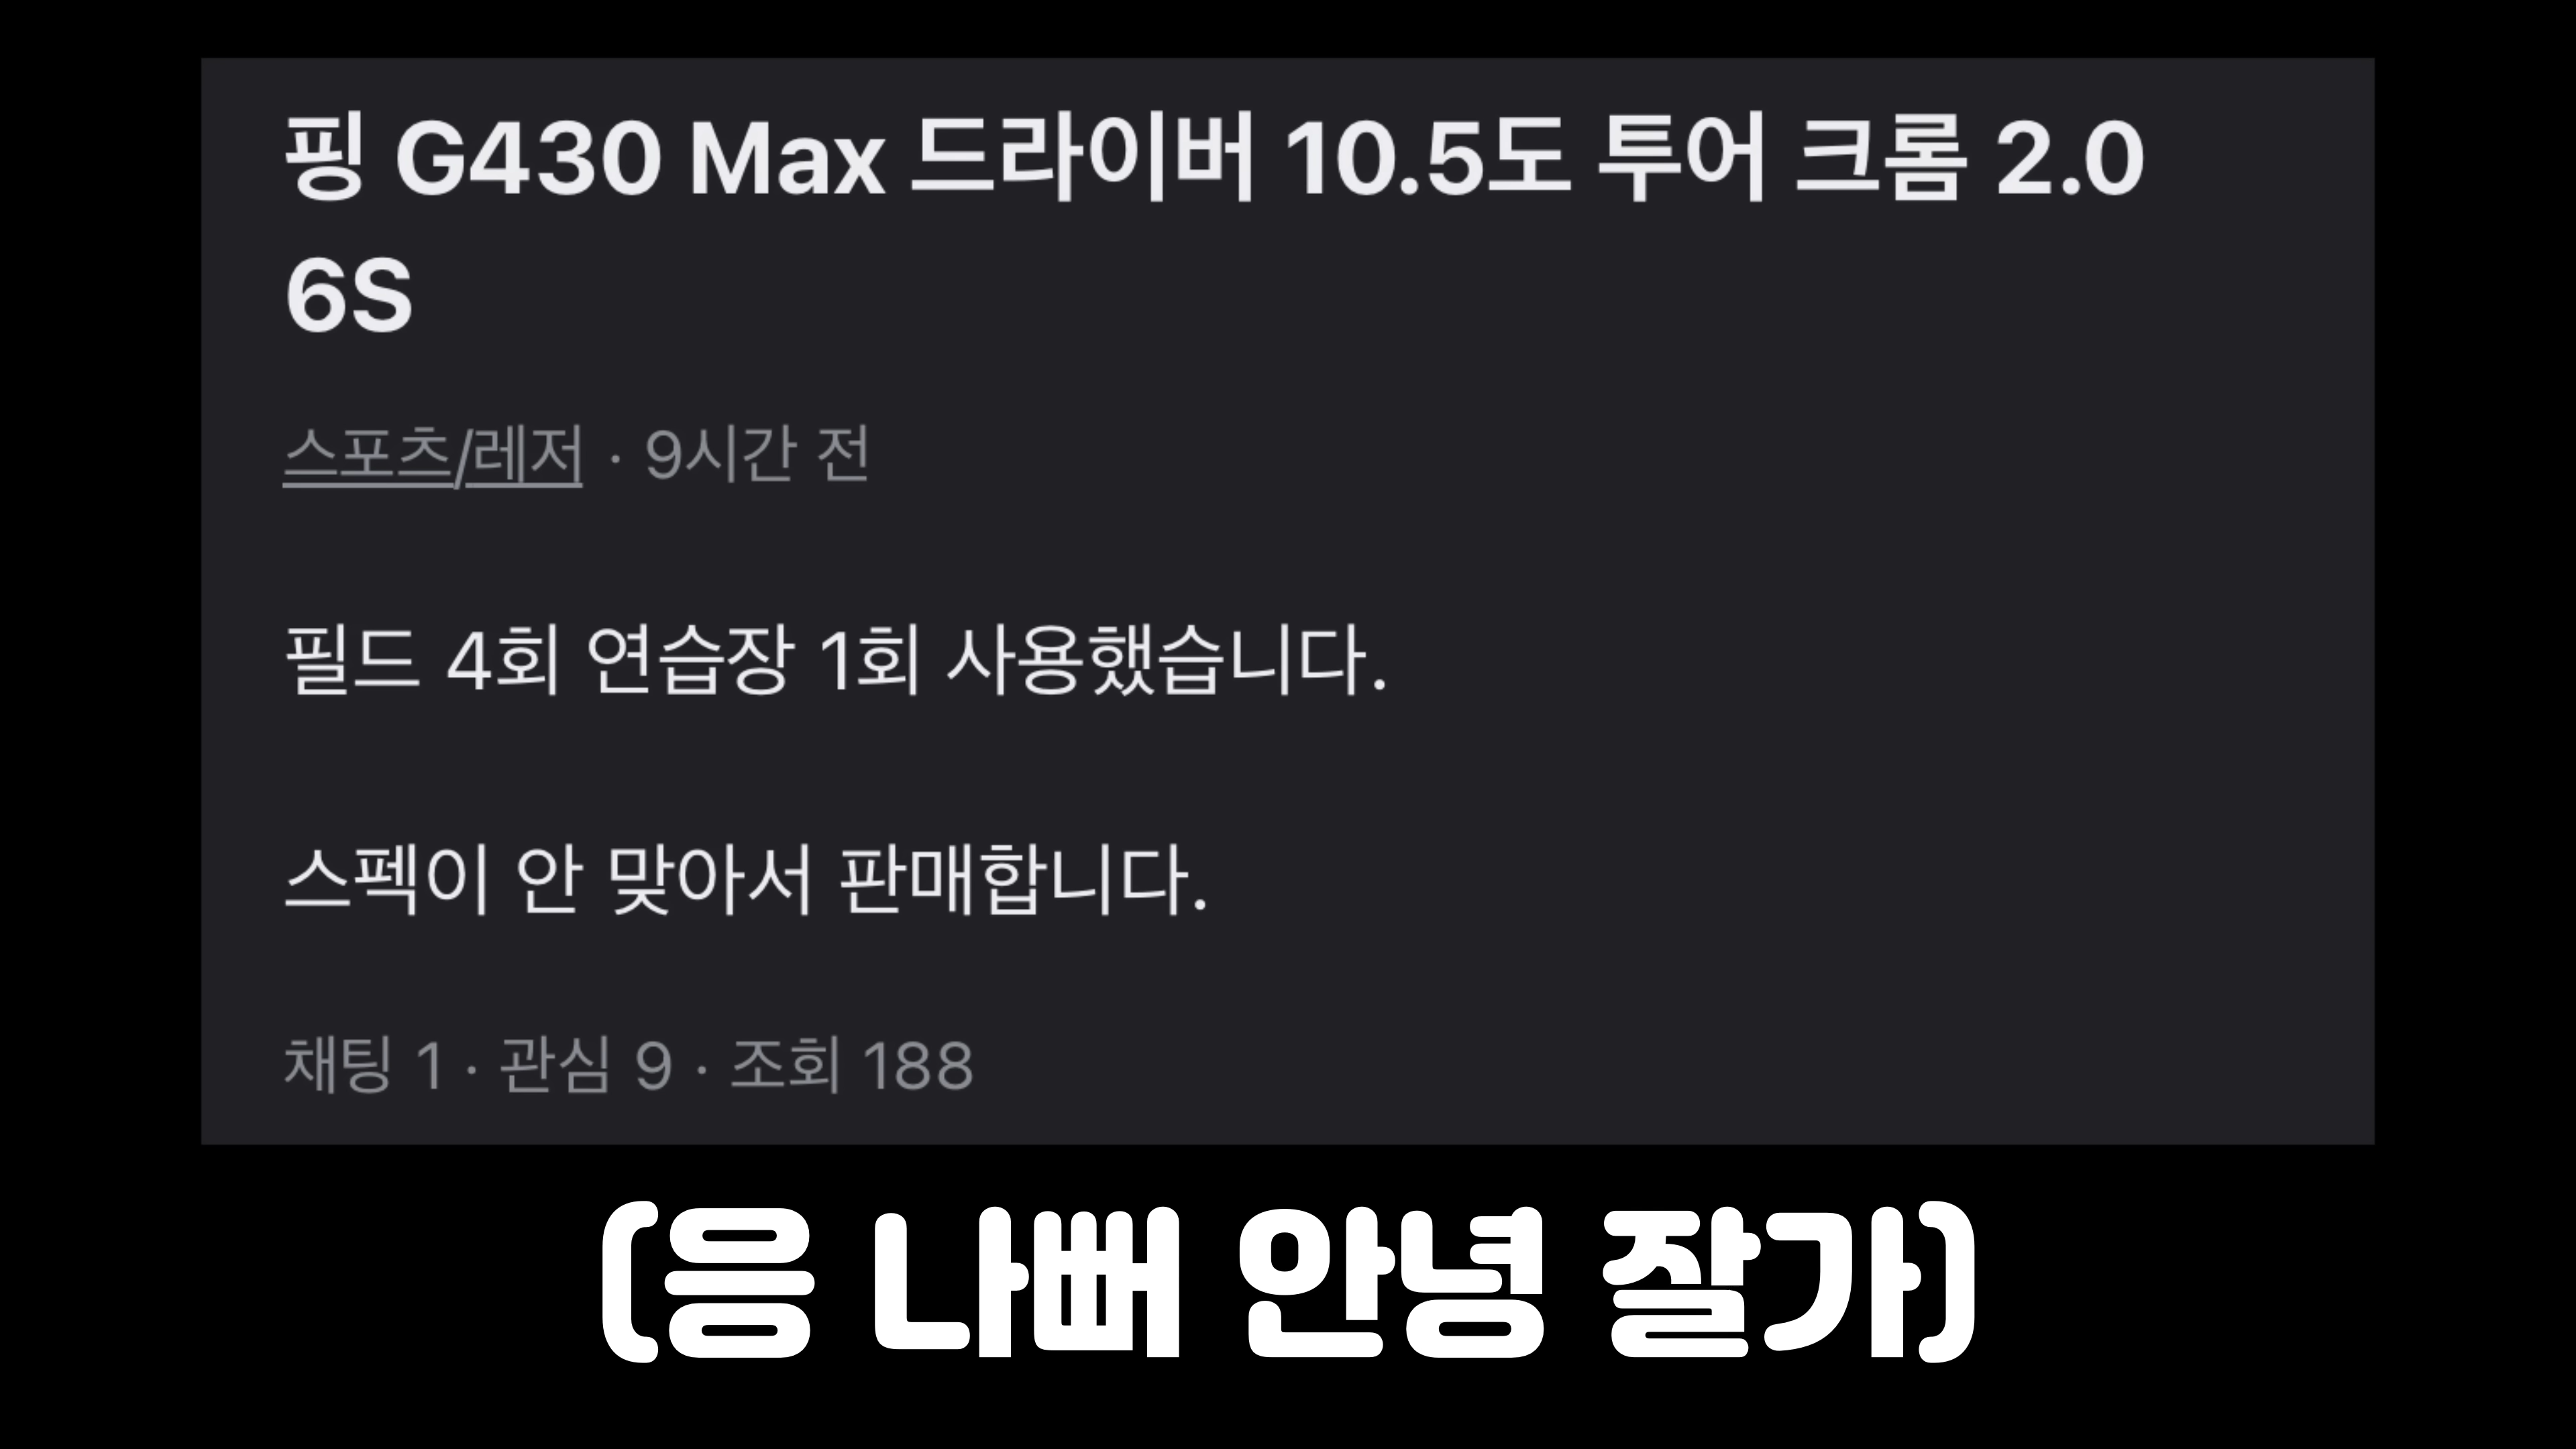 핑 G430 Max 드라이버 10.5도 투어 크롬 2.0
6S
스포츠/레저 · 9시간 전
필드 4회 연습장 1회 사용했습니다.
스펙이 안 맞아서 판매합니다.
채팅 1 · 관심 9 · 조회 188
(응 나뻐 안녕 잘가)